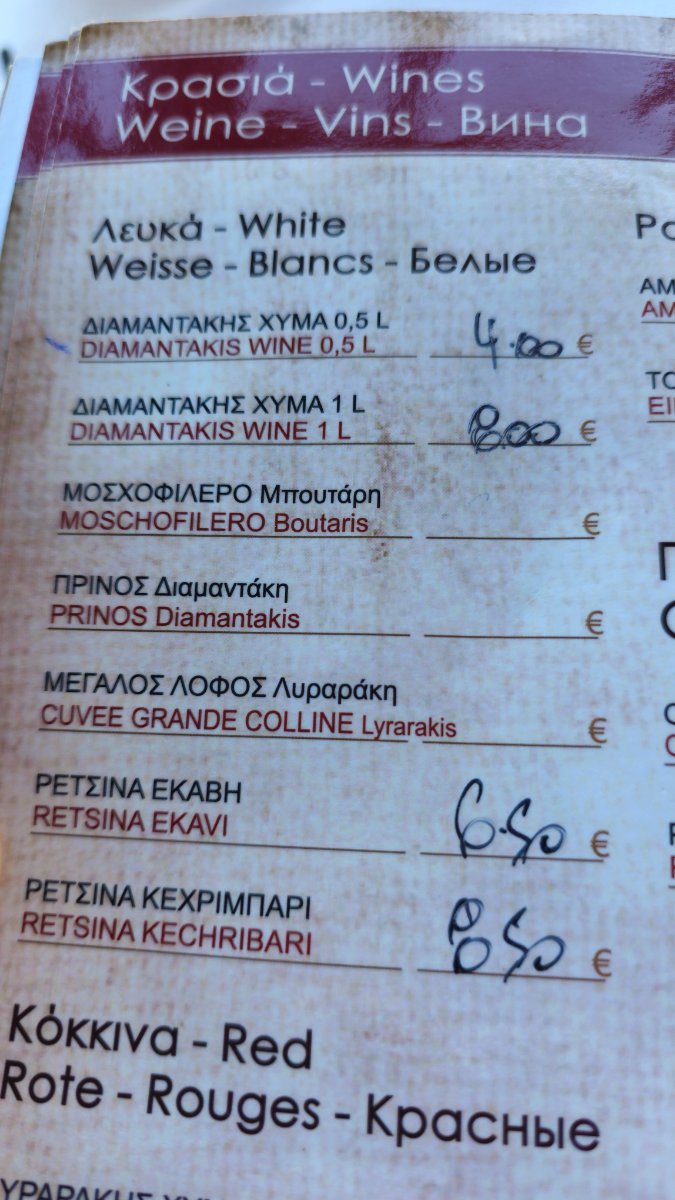 Κρασιά - Wines
Weine - Vins - Вина
Λευκά - White
Weisse - Blancs - Белые
ΔΙΑΜΑΝΤΑΚΗΣ ΧΥΜΑ 0,5 L
DIAMANTAKIS WINE 0,5 L 4.00 €
ΔΙΑΜΑΝΤΑΚΗΣ ΧΥΜΑ 1 L
DIAMANTAKIS WINE 1 L 8.00 €
ΜΟΣΧΟΦΙΛΕΡΟ Μπουτάρη
MOSCHOFILERO Boutaris €
ΠΡΙΝΟΣ Διαμαντάκη
PRINOS Diamantakis €
ΜΕΓΑΛΟΣ ΛΟΦΟΣ Λυραράκη
CUVEE GRANDE COLLINE Lyrarakis €
ΡΕΤΣΙΝΑ ΕΚΑΒΗ
RETSINA EKAVI 6.50 €
ΡΕΤΣΙΝΑ ΚΕΧΡΙΜΠΑΡΙ
RETSINA KECHRIBARI 8 50 €
Κόκκινα - Red
Rote - Rouges - Красные